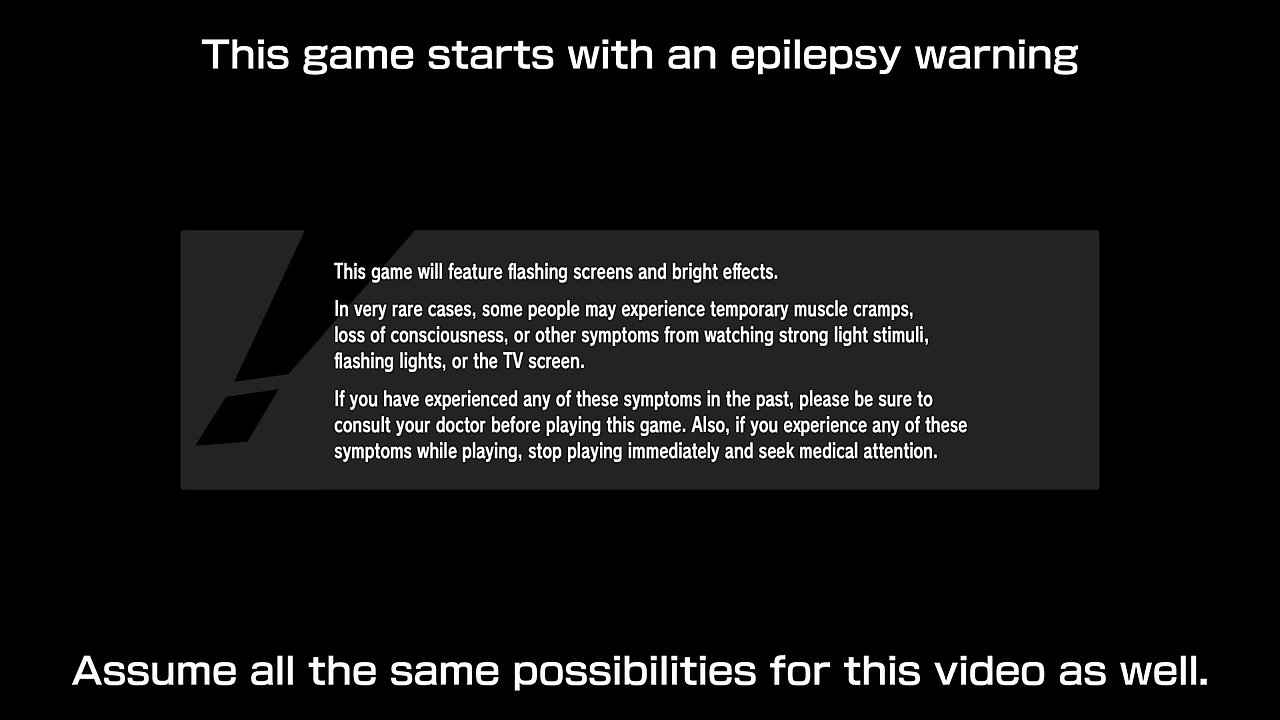 This game starts with an epilepsy warning
This game will feature flashing screens and bright effects.
In very rare cases, some people may experience temporary muscle cramps,
loss of consciousness, or other symptoms from watching strong light stimuli,
flashing lights, or the TV screen.
If you have experienced any of these symptoms in the past, please be sure to
consult your doctor before playing this game. Also, if you experience any of these
symptoms while playing, stop playing immediately and seek medical attention.
Assume all the same possibilities for this video as well.